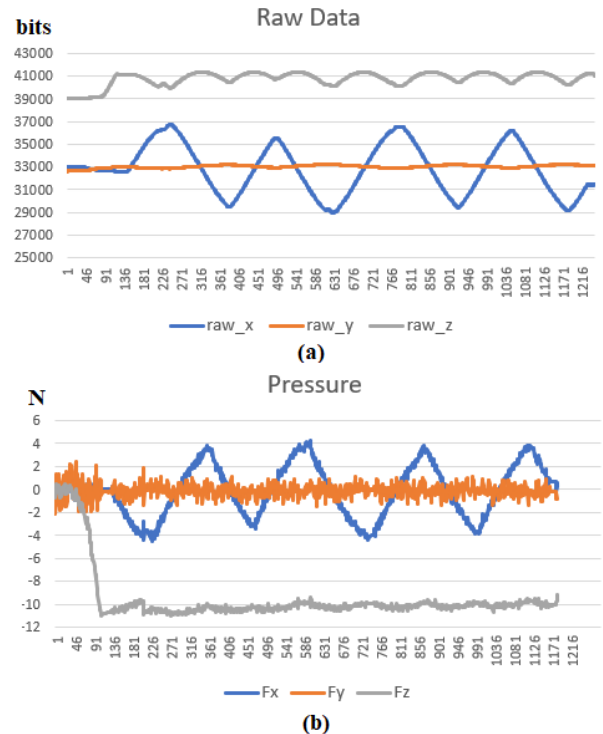 Raw Data
bits
43000
41000
39000
37000
35000
33000
31000
29000
27000
25000
1 46 91 136 181 226 271 316 361 406 451 496 541 586 631 676 721 766 811 856 901 946 991 1036 1081 1126 1171 1216
raw_x raw_y raw_z
(a)
Pressure
N
6
4
2
0
-2
-4
-6
-8
-10
-12
1 46 91 136 181 226 271 316 361 406 451 496 541 586 631 676 721 766 811 856 901 946 991 1036 1081 1126 1171 1216
Fx Fy Fz
(b)